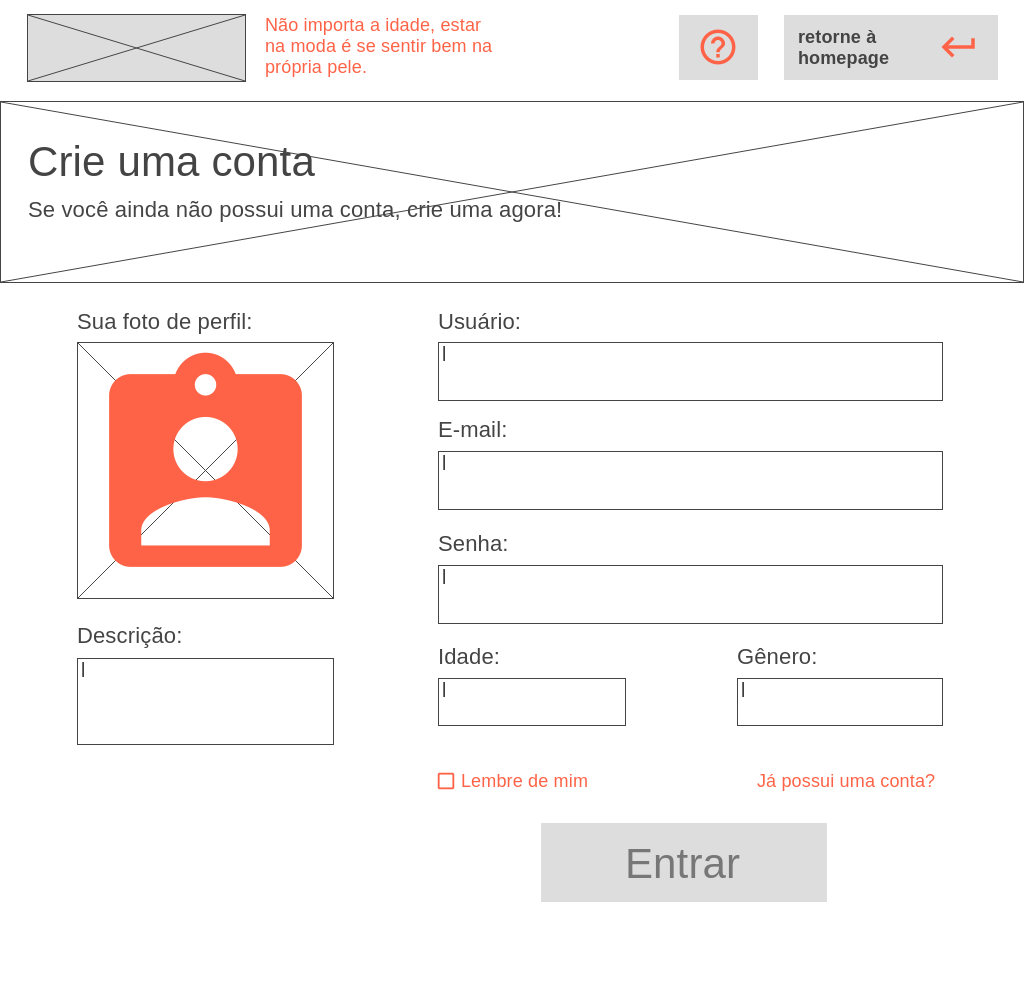 Não importa a idade, estar
na moda é se sentir bem na
própria pele.
retorne à
homepage
Crie uma conta
Se você ainda não possui uma conta, crie uma agora!
Sua foto de perfil:
Usuário:
E-mail:
Senha:
Descrição:
Idade:
Gênero:
Lembre de mim
Já possui uma conta?
Entrar